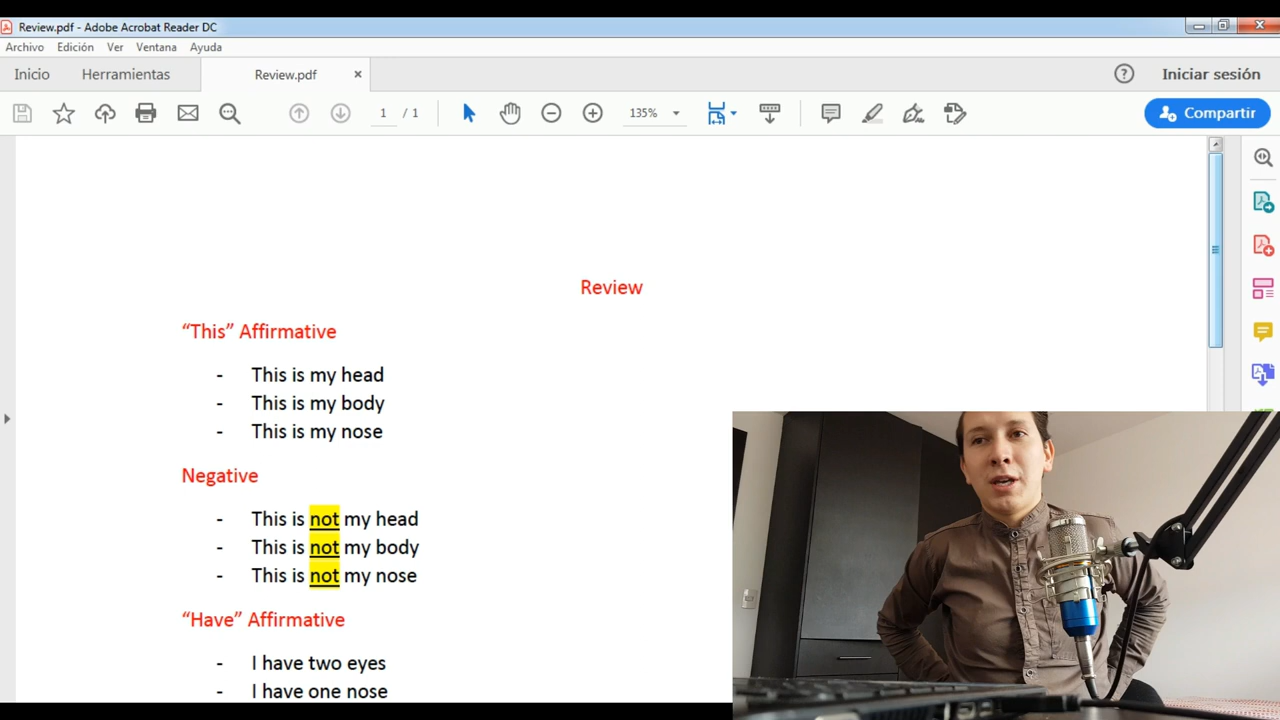 Review.pdf - Adobe Acrobat Reader DC
Archivo Edición Ver Ventana Ayuda
Inicio Herramientas Review.pdf × ? Iniciar sesión
1 / 1 135% Compartir
Review
“This” Affirmative
- This is my head
- This is my body
- This is my nose
Negative
- This is not my head
- This is not my body
- This is not my nose
“Have” Affirmative
- I have two eyes
- I have one nose